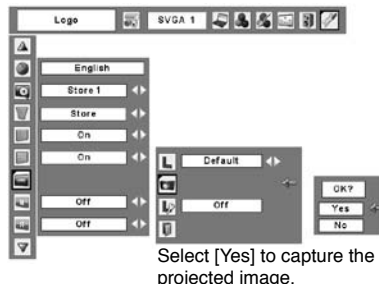 Logo
SVGA 1
English
Store 1
Store
On
On
Off
Off
Default
Off
OK?
Yes
No
Select [Yes] to capture the
projected image.